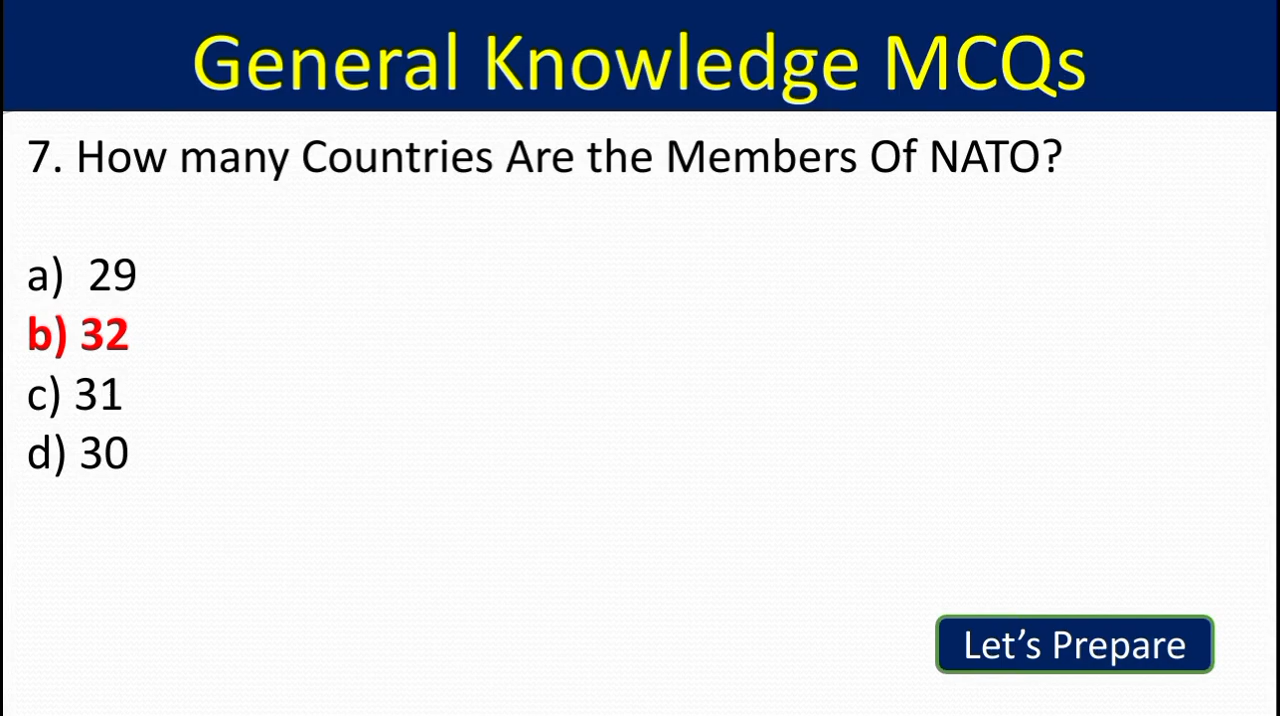 General Knowledge MCQs
7. How many Countries Are the Members Of NATO?
a) 29
b) 32
c) 31
d) 30
Let’s Prepare